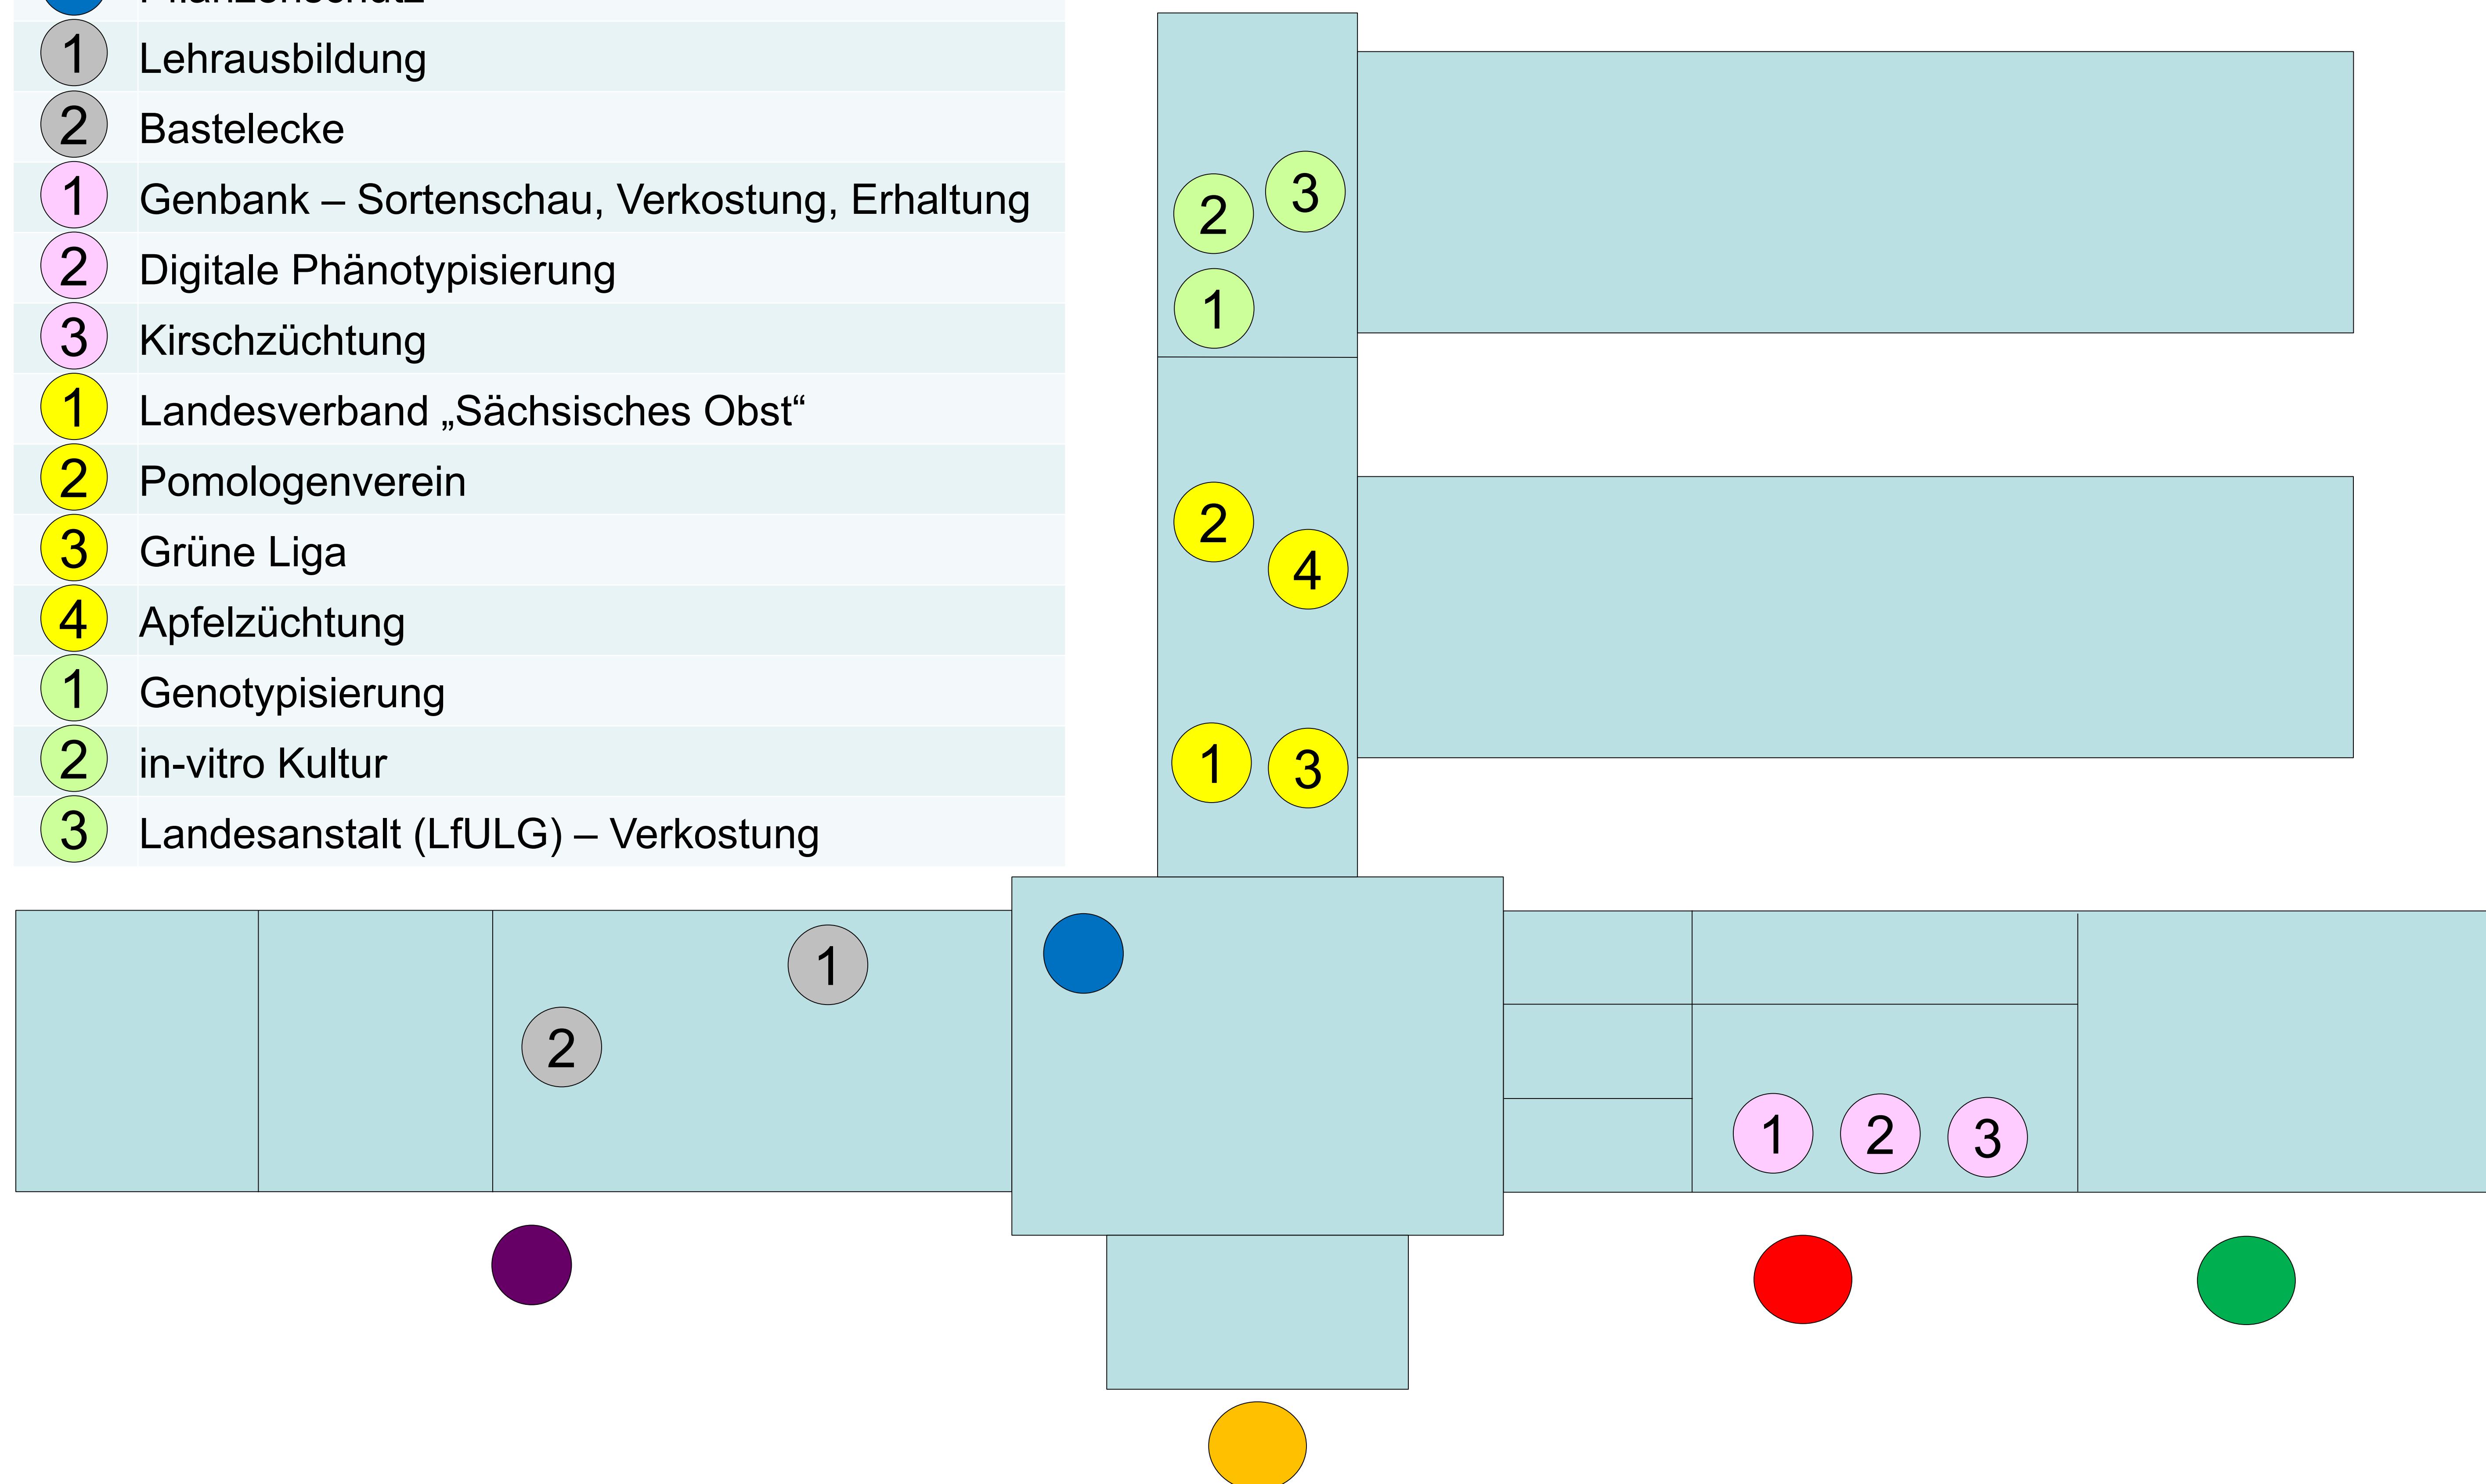 1 Lehrausbildung
2 Bastelecke
1 Genbank – Sortenschau, Verkostung, Erhaltung
2 Digitale Phänotypisierung
3 Kirschzüchtung
1 Landesverband „Sächsisches Obst“
2 Pomologenverein
3 Grüne Liga
4 Apfelzüchtung
1 Genotypisierung
2 in-vitro Kultur
3 Landesanstalt (LfULG) – Verkostung
2 3
1
2
4
1 3
1
2
1 2 3